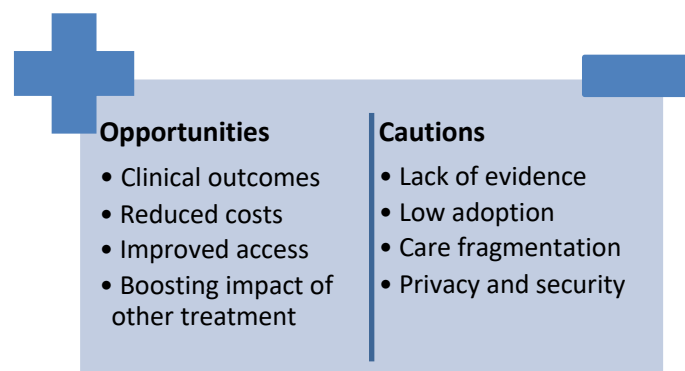 Opportunities
• Clinical outcomes
• Reduced costs
• Improved access
• Boosting impact of
other treatment
Cautions
• Lack of evidence
• Low adoption
• Care fragmentation
• Privacy and security